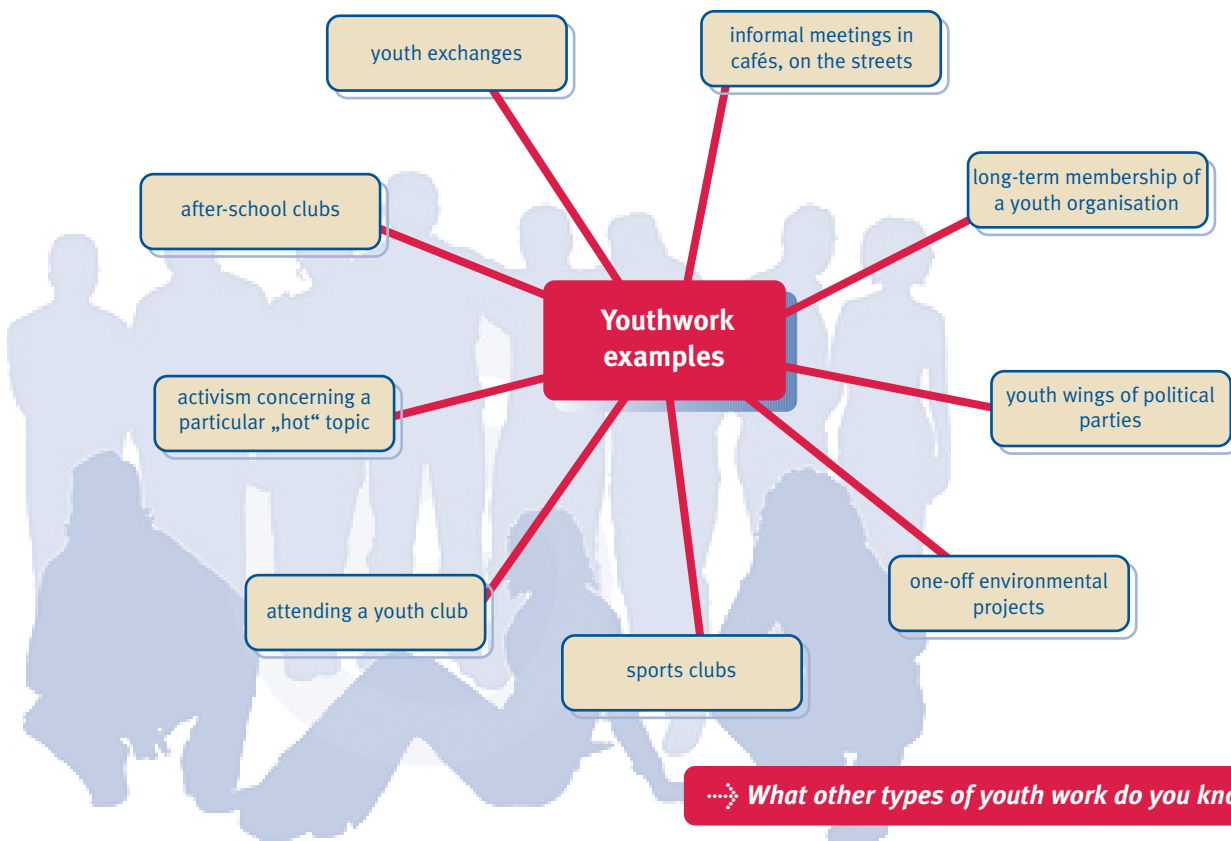 youth exchanges
informal meetings in
cafés, on the streets
after-school clubs
long-term membership of
a youth organisation
Youthwork
examples
activism concerning a
particular „hot“ topic
youth wings of political
parties
attending a youth club
one-off environmental
projects
sports clubs
What other types of youth work do you